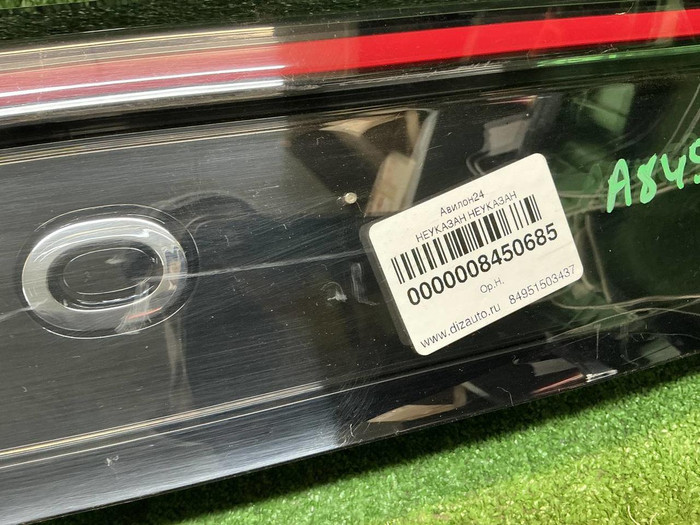 O
Авилон24
НЕУКАЗАН НЕУКАЗАН
0000008450685
Ор.Н.
www.dizauto.ru 84951503437
A845